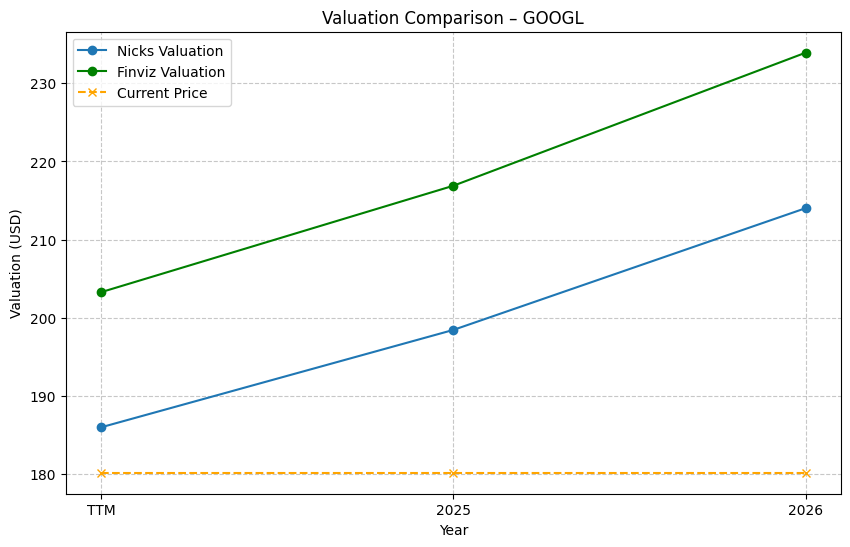 Valuation Comparison – GOOGL
Nicks Valuation
Finviz Valuation
Current Price
Valuation (USD)
230
220
210
200
190
180
TTM
2025
2026
Year